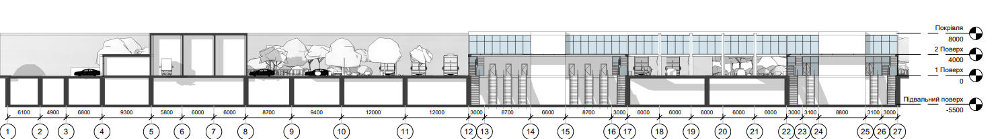 Покрівля
8000
2 Поверх
4000
1 Поверх
0
Підвальний поверх
-5500
6100 4900 6800 9300 5800 6000 6000 8700 9400 12000 12000 3000 8700 6600 8700 3000 6000 6000 6000 6000 6000 3000 3100 8800 3100 3000
1 2 3 4 5 6 7 8 9 10 11 12 13 14 15 16 17 18 19 20 21 22 23 24 25 26 27